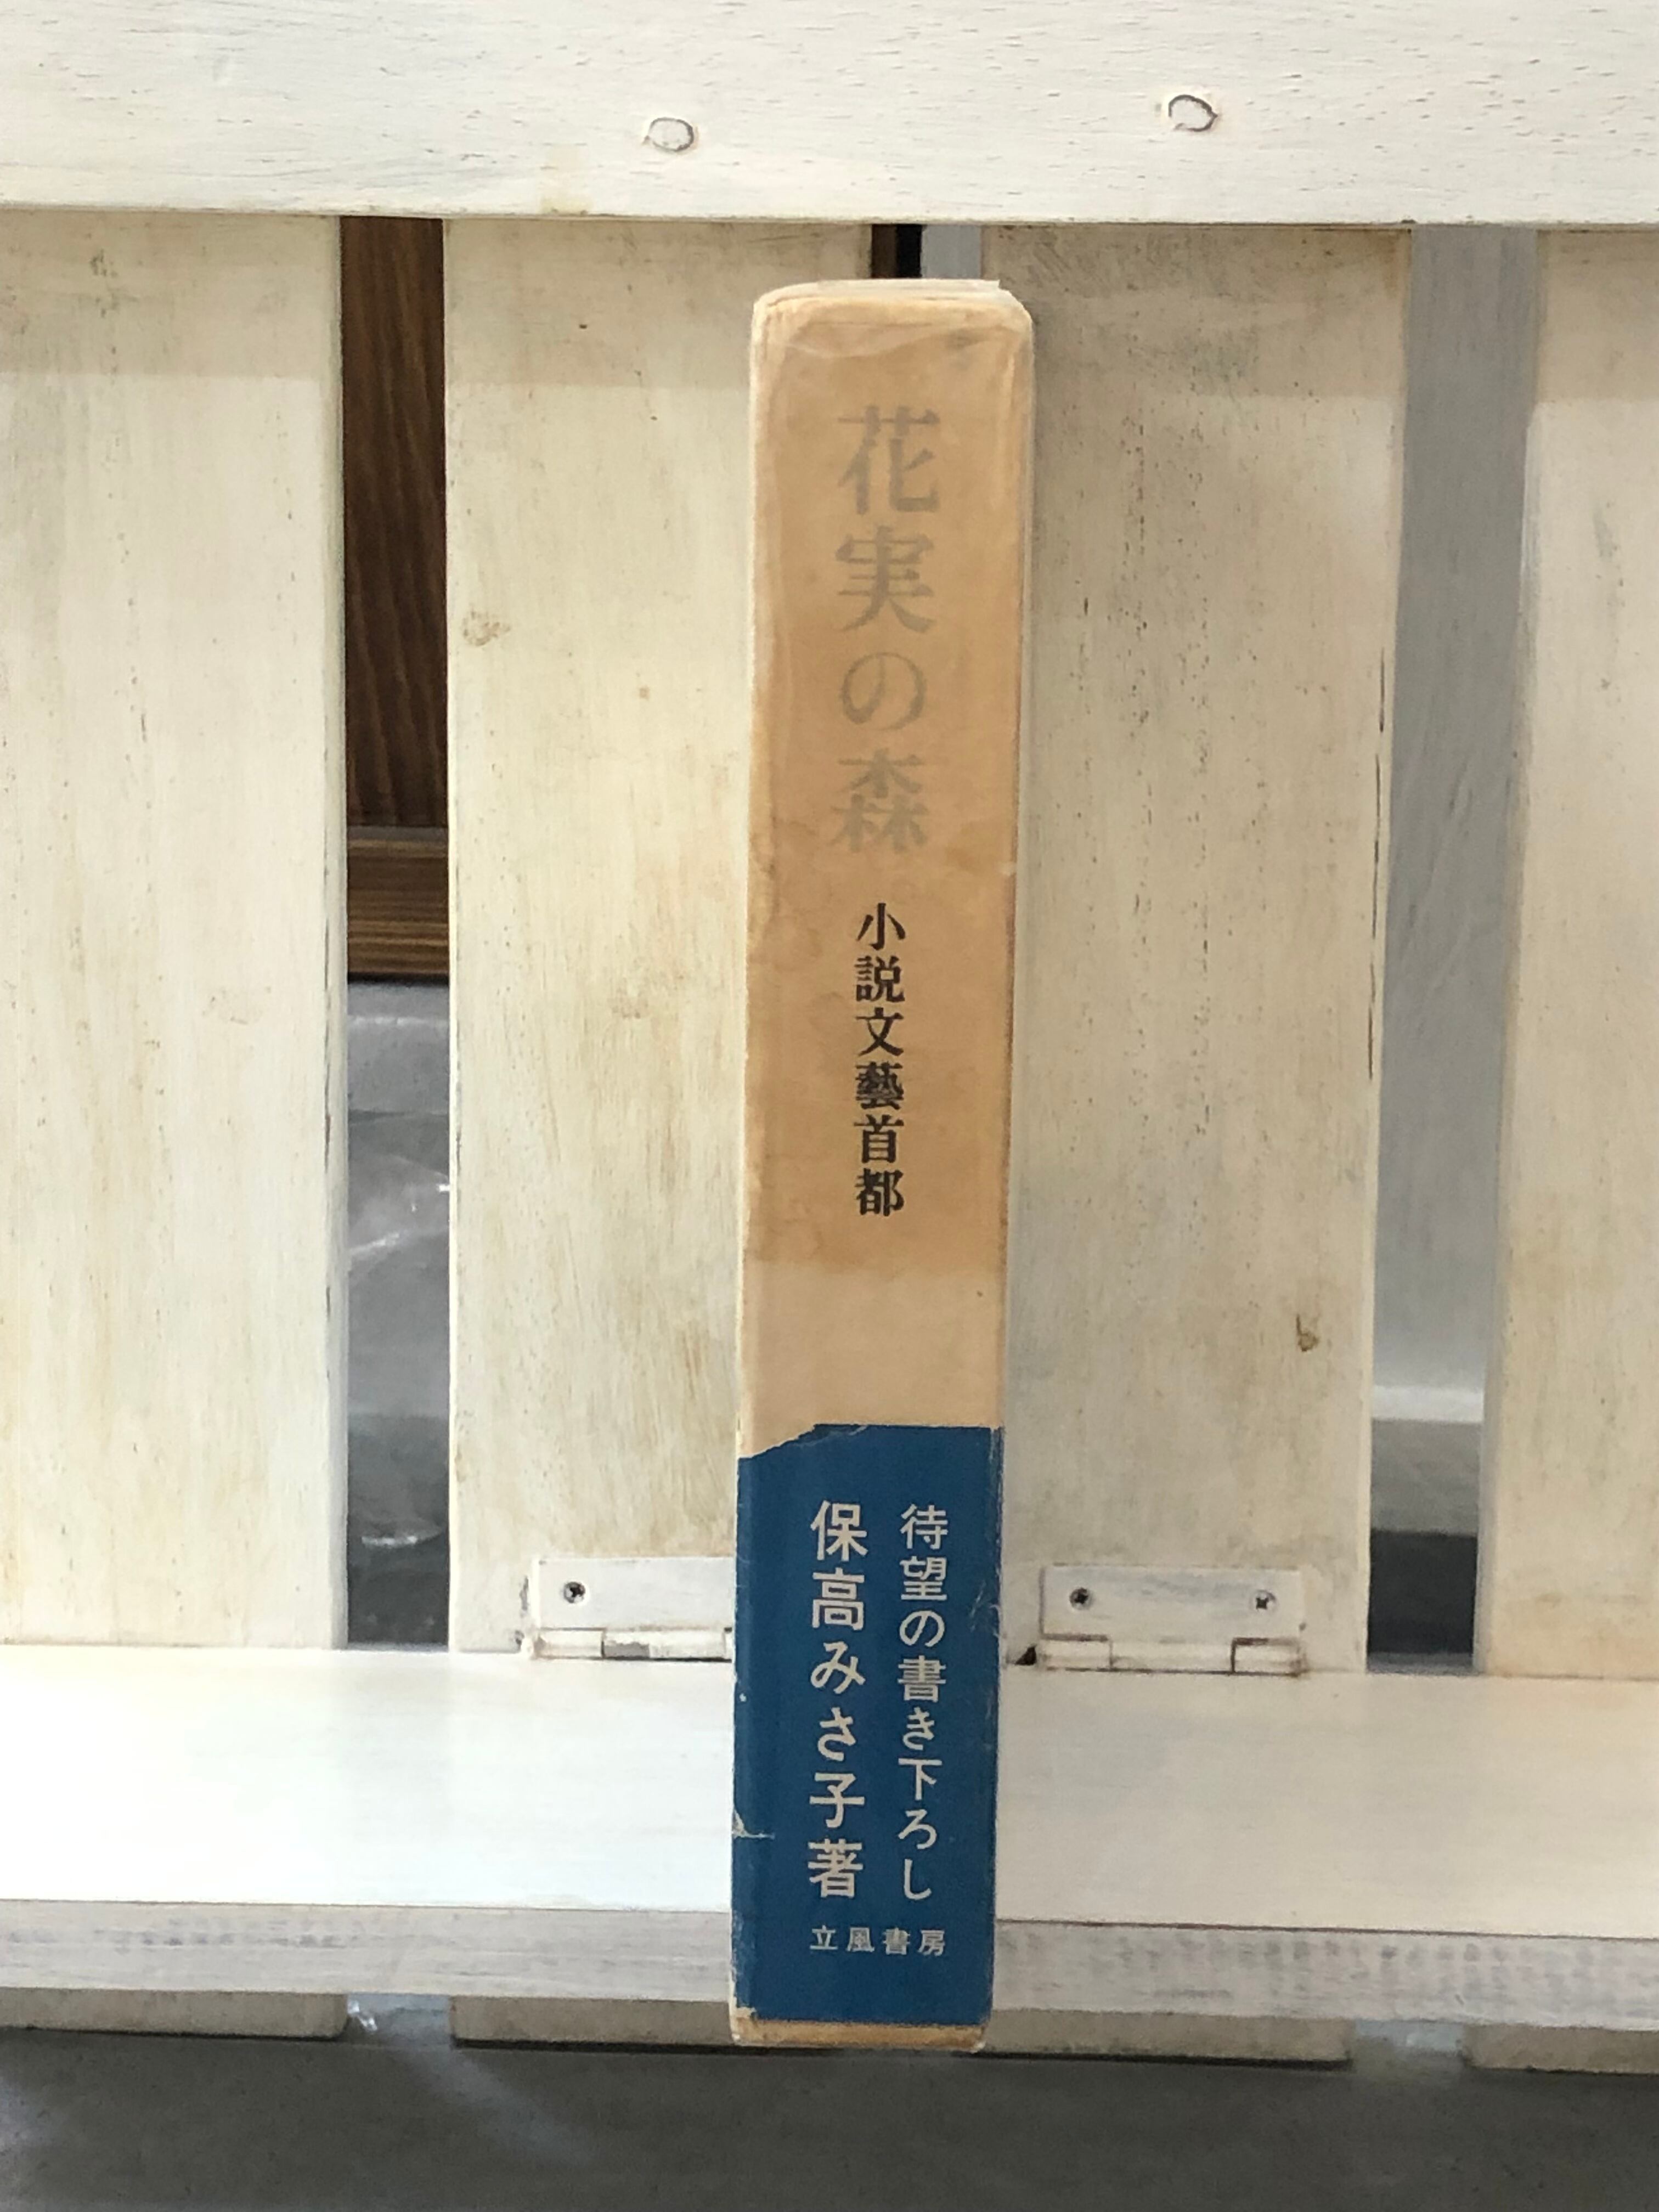 花実の森
小説文藝首都
待望の書き下ろし
保高みさ子著
立風書房